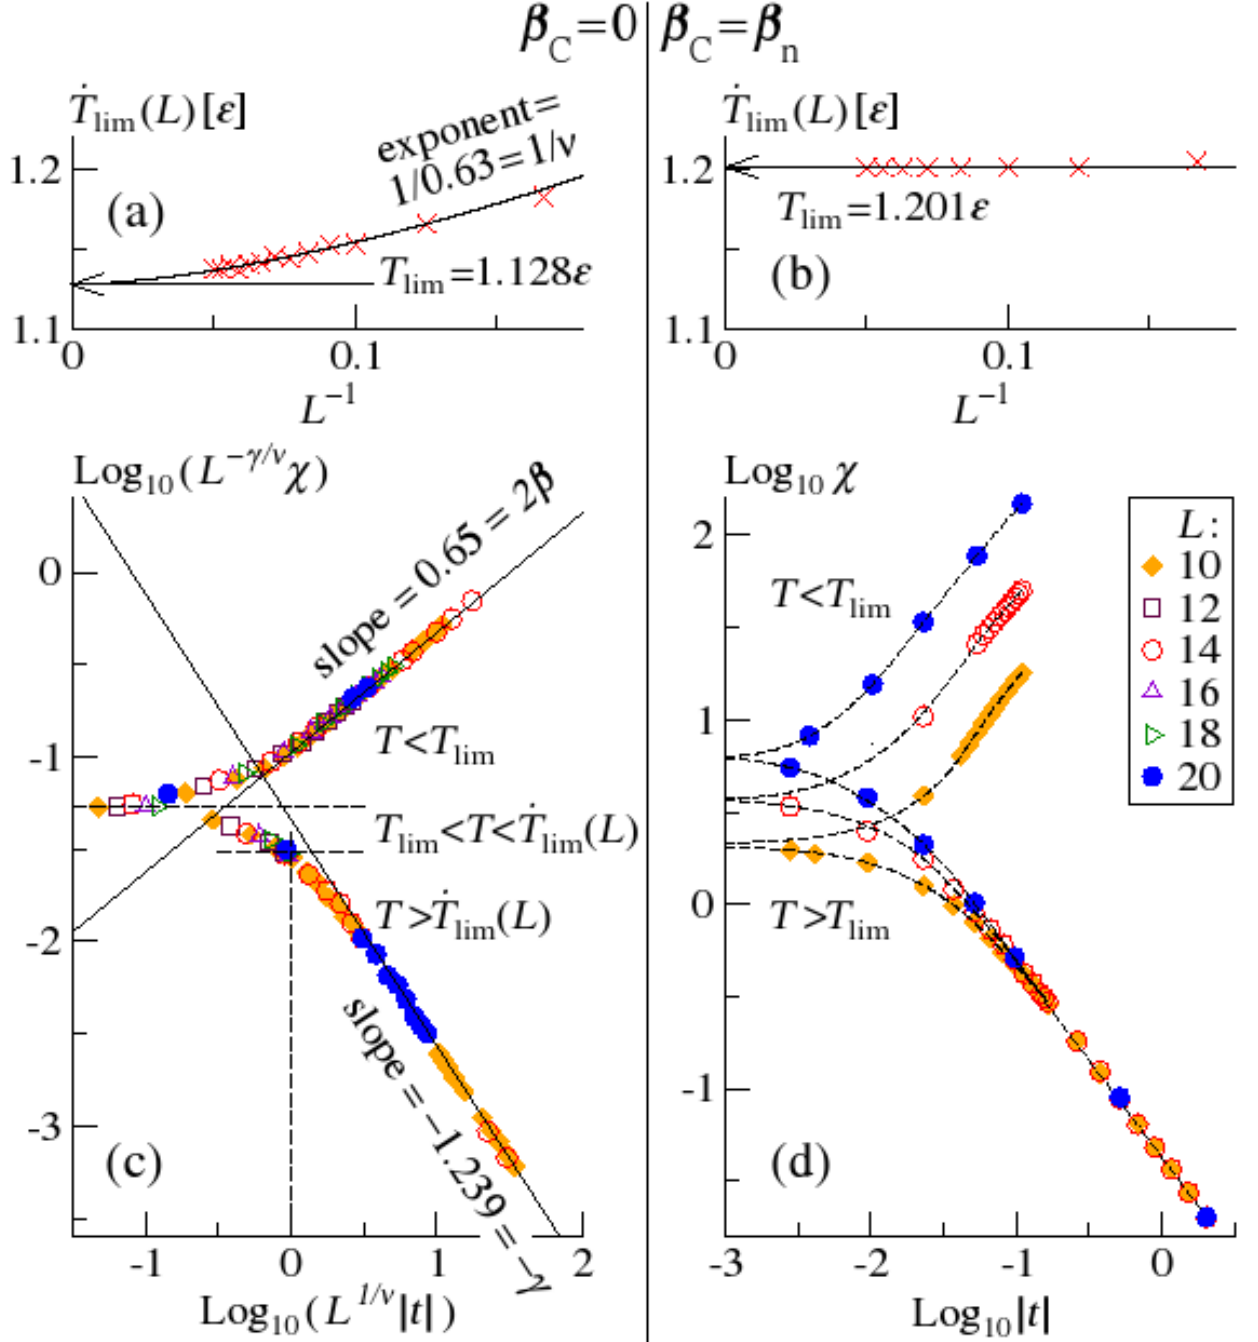 β_C=0
β_C=β_n
Ṫ_lim(L)[ε]
exponent=
1/0.63=1/ν
1.2
(a)
T_lim=1.128ε
1.1
0
0.1
L⁻¹
Ṫ_lim(L)[ε]
1.2
T_lim=1.201ε
(b)
1.1
0
0.1
L⁻¹
Log₁₀(L^−γ/ν χ)
slope = 0.65 = 2β
0
T<T_lim
-1
T_lim<T<Ṫ_lim(L)
T>Ṫ_lim(L)
-2
slope = −1.239 = −γ
-3
(c)
-1
0
1
2
Log₁₀(L^1/ν|t|)
Log₁₀ χ
L:
10
12
14
16
18
20
2
T<T_lim
1
0
T>T_lim
-1
(d)
-3
-2
-1
0
Log₁₀|t|